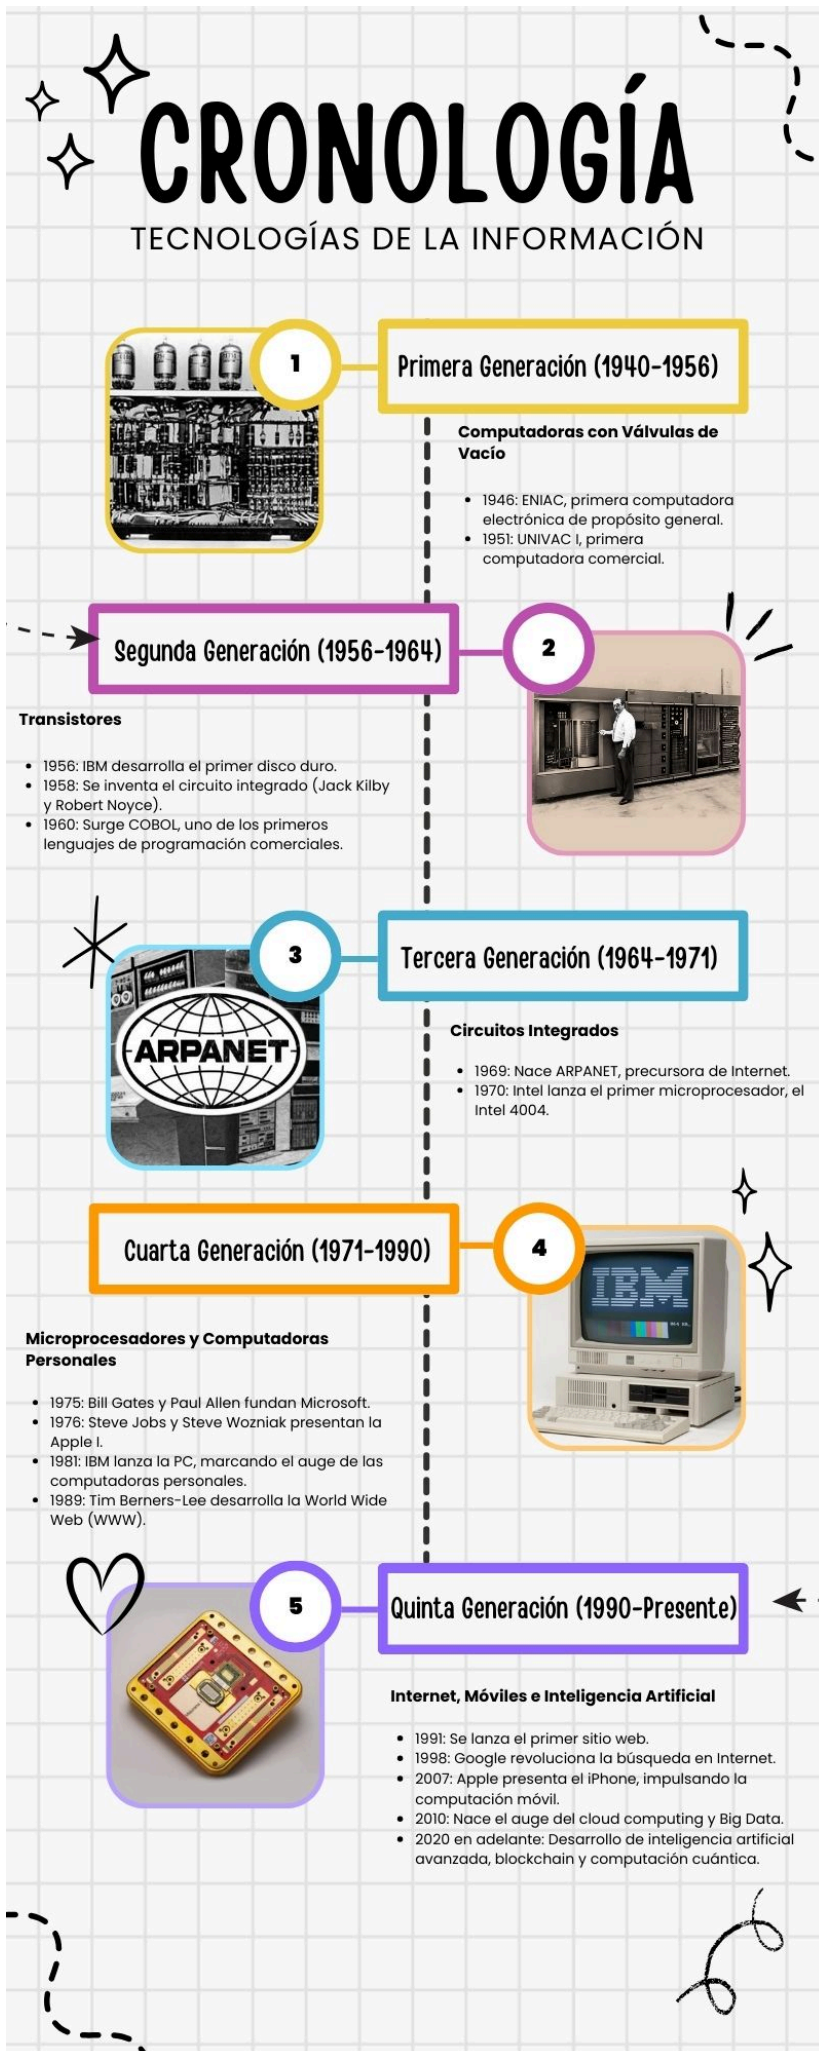 CRONOLOGÍA
TECNOLOGÍAS DE LA INFORMACIÓN
1
Primera Generación (1940-1956)
Computadoras con Válvulas de
Vacío
• 1946: ENIAC, primera computadora
electrónica de propósito general.
• 1951: UNIVAC I, primera
computadora comercial.
Segunda Generación (1956-1964)
2
Transistores
• 1956: IBM desarrolla el primer disco duro.
• 1958: Se inventa el circuito integrado (Jack Kilby
y Robert Noyce).
• 1960: Surge COBOL, uno de los primeros
lenguajes de programación comerciales.
3
Tercera Generación (1964-1971)
ARPANET
Circuitos Integrados
• 1969: Nace ARPANET, precursora de Internet.
• 1970: Intel lanza el primer microprocesador, el
Intel 4004.
Cuarta Generación (1971-1990)
4
IBM
Microprocesadores y Computadoras
Personales
• 1975: Bill Gates y Paul Allen fundan Microsoft.
• 1976: Steve Jobs y Steve Wozniak presentan la
Apple I.
• 1981: IBM lanza la PC, marcando el auge de las
computadoras personales.
• 1989: Tim Berners-Lee desarrolla la World Wide
Web (WWW).
5
Quinta Generación (1990-Presente)
Internet, Móviles e Inteligencia Artificial
• 1991: Se lanza el primer sitio web.
• 1998: Google revoluciona la búsqueda en Internet.
• 2007: Apple presenta el iPhone, impulsando la
computación móvil.
• 2010: Nace el auge del cloud computing y Big Data.
• 2020 en adelante: Desarrollo de inteligencia artificial
avanzada, blockchain y computación cuántica.